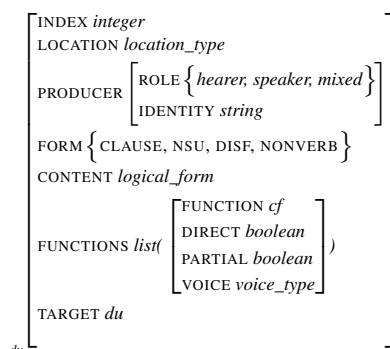 INDEX integer
LOCATION location_type
PRODUCER [ROLE {hearer, speaker, mixed}
IDENTITY string]
FORM {CLAUSE, NSU, DISF, NONVERB}
CONTENT logical_form
FUNCTIONS list( [FUNCTION cf
DIRECT boolean
PARTIAL boolean
VOICE voice_type] )
TARGET du
du